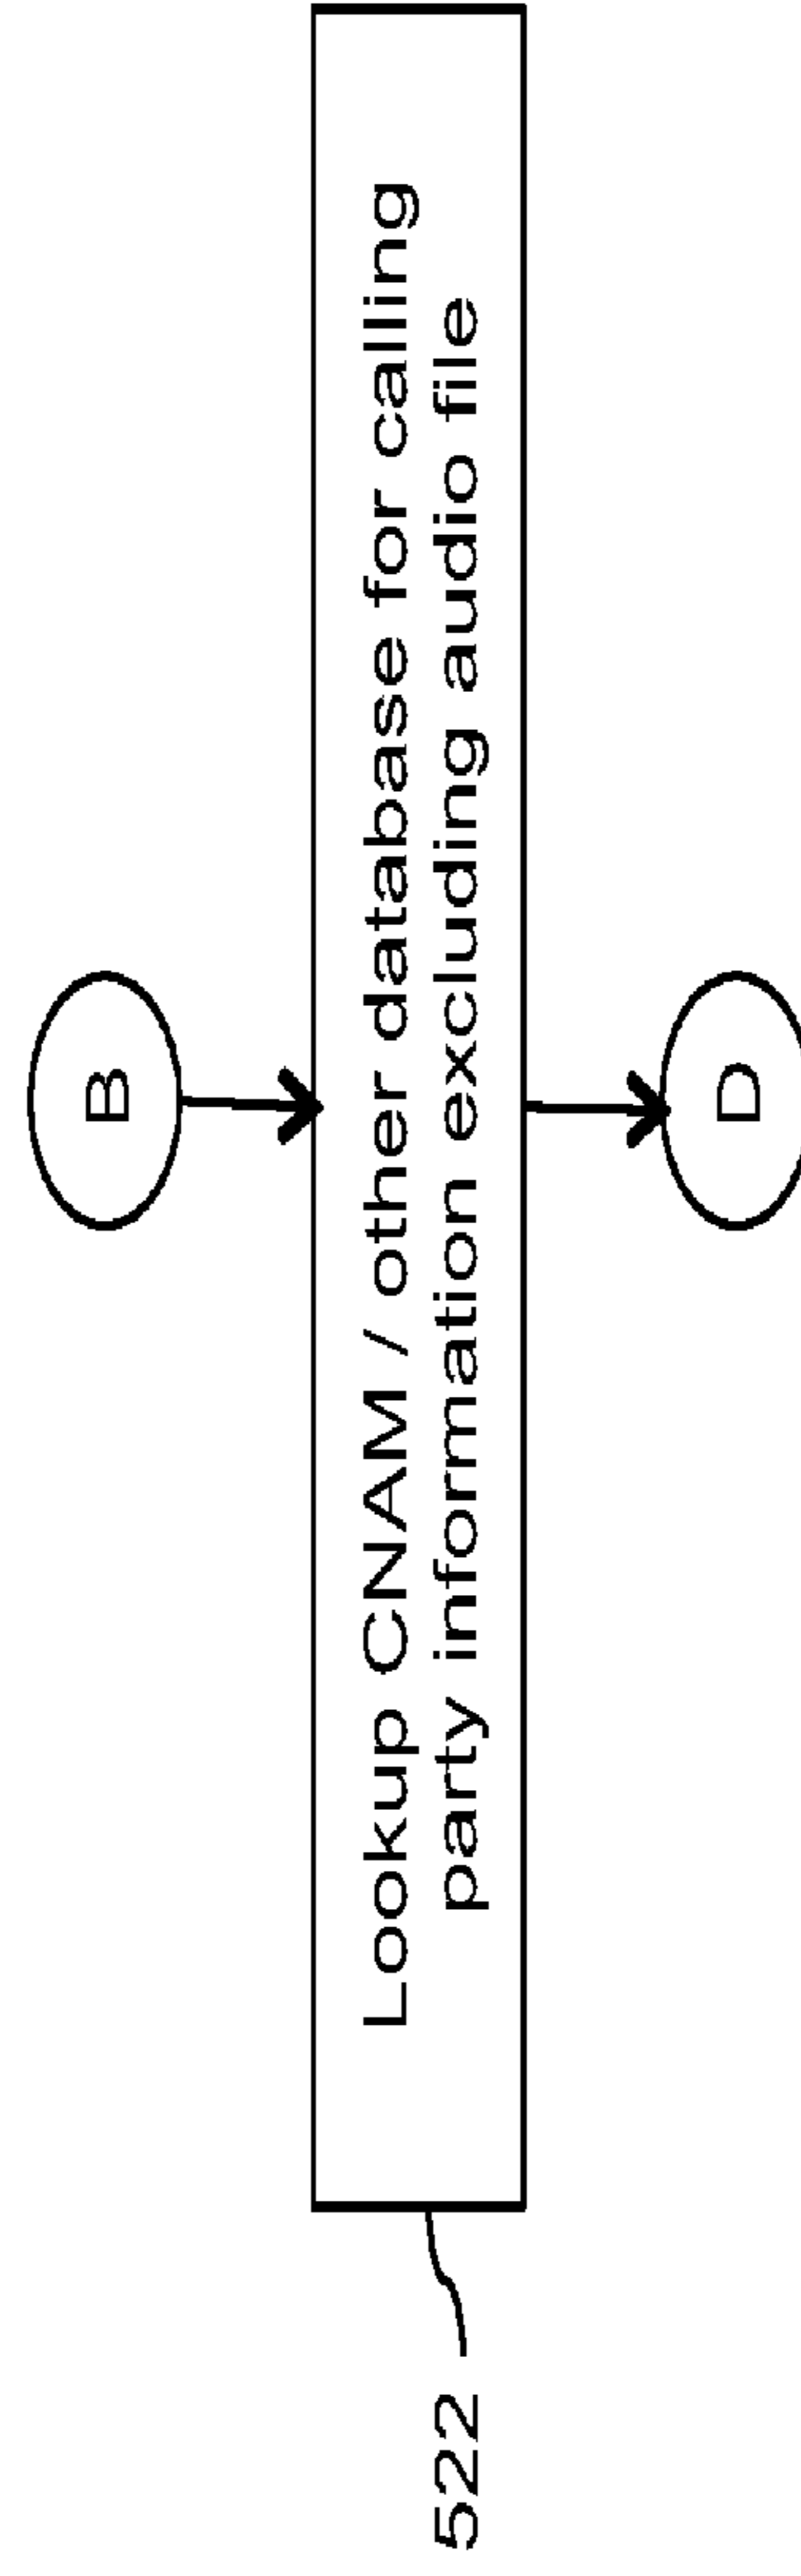 B
Lookup CNAM / other database for calling
party information excluding audio file
522
D